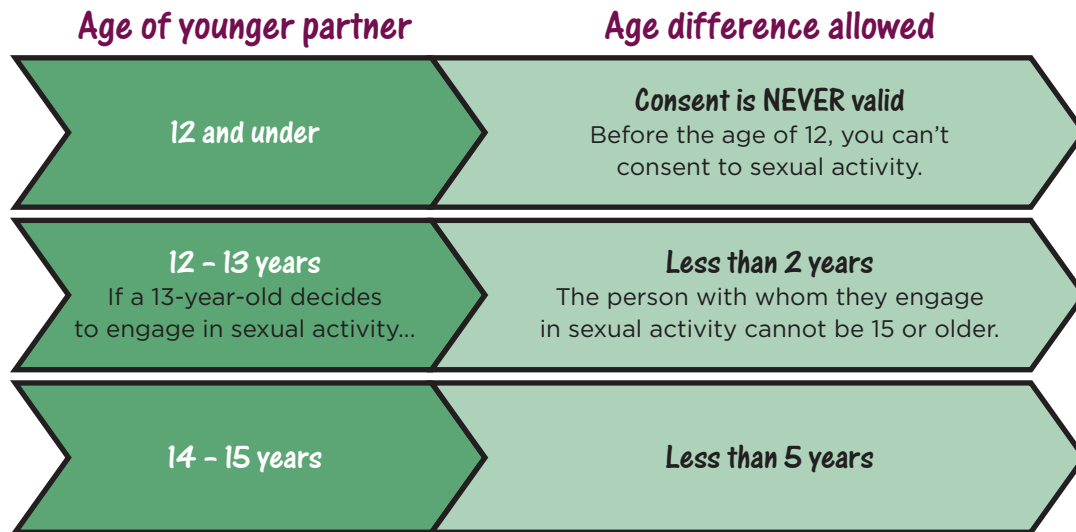 Age of younger partner
Age difference allowed
12 and under
Consent is NEVER valid
Before the age of 12, you can’t
consent to sexual activity.
12 – 13 years
If a 13-year-old decides
to engage in sexual activity...
Less than 2 years
The person with whom they engage
in sexual activity cannot be 15 or older.
14 – 15 years
Less than 5 years